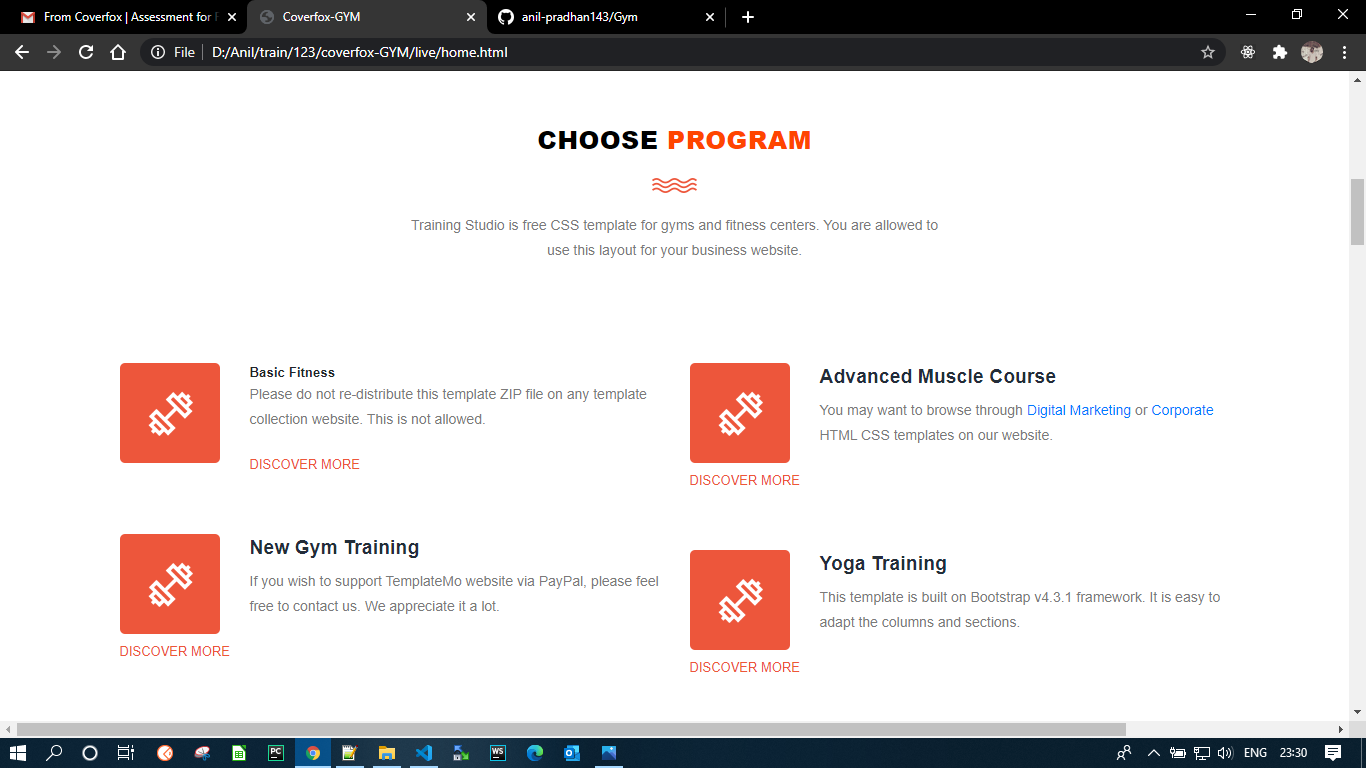 From Coverfox | Assessment for
Coverfox-GYM
anil-pradhan143/Gym
File
D:/Anil/train/123/coverfox-GYM/live/home.html
CHOOSE PROGRAM
Training Studio is free CSS template for gyms and fitness centers. You are allowed to
use this layout for your business website.
Basic Fitness
Please do not re-distribute this template ZIP file on any template
collection website. This is not allowed.
DISCOVER MORE
Advanced Muscle Course
You may want to browse through Digital Marketing or Corporate
HTML CSS templates on our website.
DISCOVER MORE
New Gym Training
If you wish to support TemplateMo website via PayPal, please feel
free to contact us. We appreciate it a lot.
DISCOVER MORE
Yoga Training
This template is built on Bootstrap v4.3.1 framework. It is easy to
adapt the columns and sections.
DISCOVER MORE
PC
WS
ENG
23:30